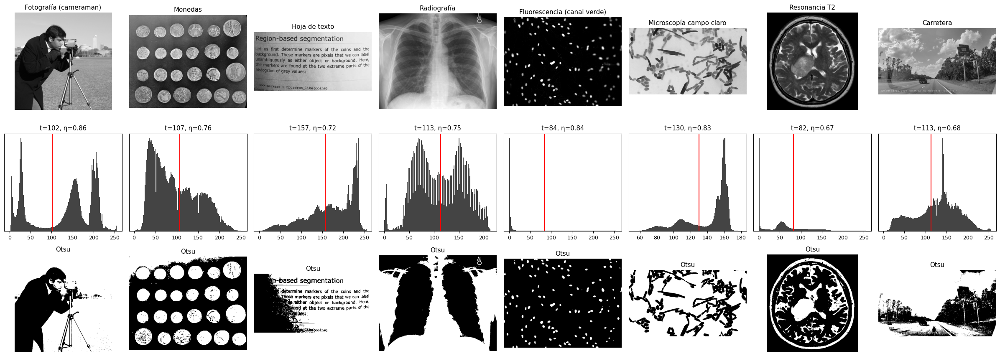 Fotografía (cameraman)
Monedas
Hoja de texto
Radiografía
Fluorescencia (canal verde)
Microscopía campo claro
Resonancia T2
Carretera
Region-based segmentation
Let us first determine markers of the coins and the
background. These markers are pixels that we can label
unambiguously as either object or background. Here,
the markers are found at the two extreme parts of the
histogram of grey values:
>>> markers = np.zeros_like(coins)
t=102, η=0.86
t=107, η=0.76
t=157, η=0.72
t=113, η=0.75
t=84, η=0.84
t=130, η=0.83
t=82, η=0.67
t=113, η=0.68
0 50 100 150 200 250
0 50 100 150 200 250
0 50 100 150 200 250
0 50 100 150 200
0 50 100 150 200 250
60 80 100 120 140 160 180
0 50 100 150 200 250
0 50 100 150 200 250
Otsu
Otsu
Otsu
Otsu
Otsu
Otsu
Otsu
Otsu
n-based segmentation
determine markers of the coins and the
These markers are pixels that we can label
as either object or background. Here,
found at the two extreme parts of the
grey values:
like(coins)